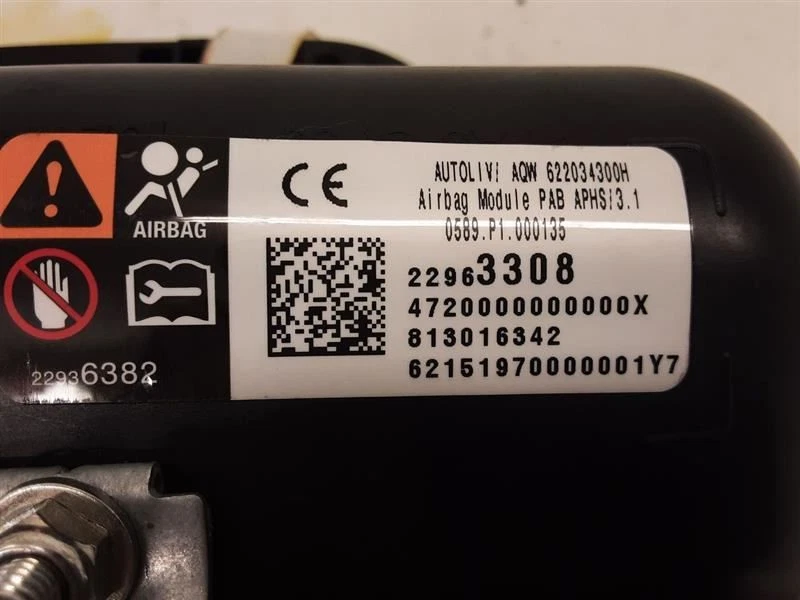 AIRBAG
22936382
CE
AUTOLIV/ AQW 622034300H
Airbag Module PAB APHS/3.1
0589.P1.000135
22963308
4720000000000X
813016342
62151970000001Y7